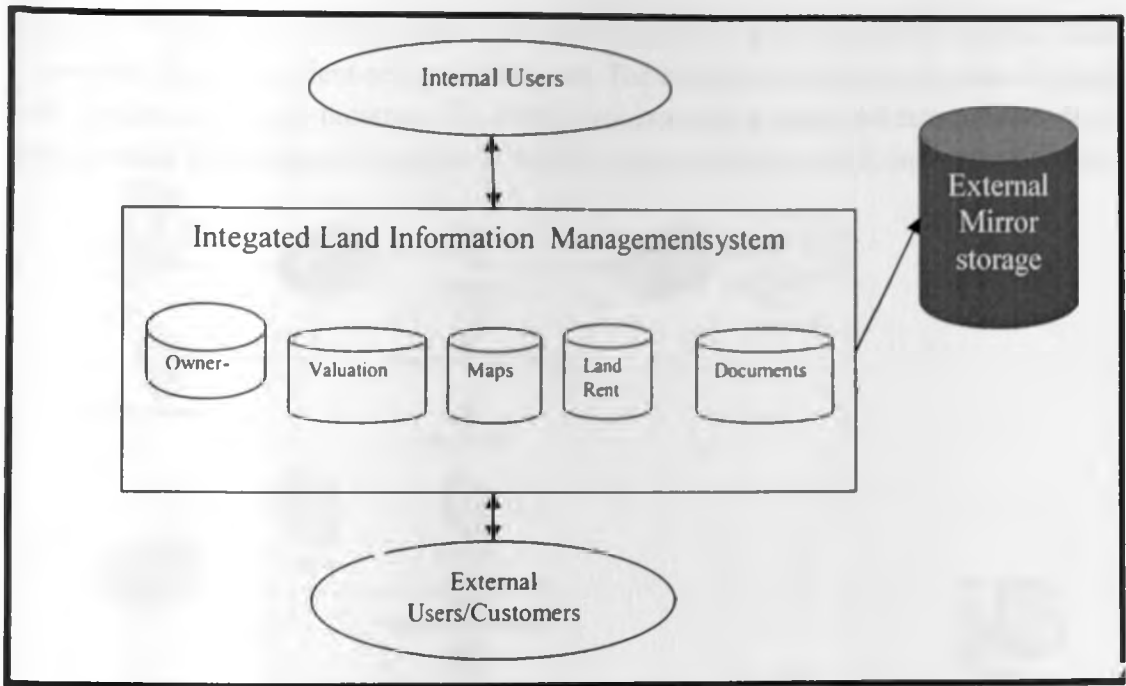 Internal Users
External
Mirror
storage
Integated Land Information Managementsystem
Owner-
Valuation
Maps
Land
Rent
Documents
External
Users/Customers